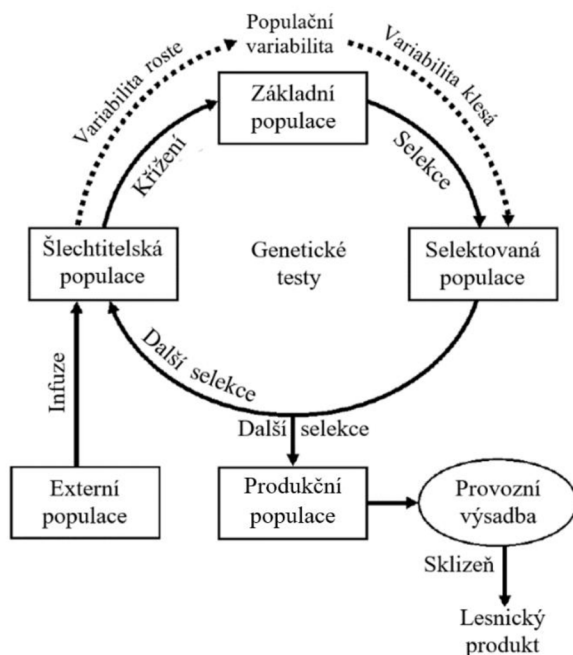 Populační
variabilita
Variabilita roste
Variabilita klesá
Základní
populace
Křížení
Selekce
Šlechtitelská
populace
Genetické
testy
Selektovaná
populace
Další selekce
Infuze
Další selekce
Externí
populace
Produkční
populace
Provozní
výsadba
Sklizeň
Lesnický
produkt